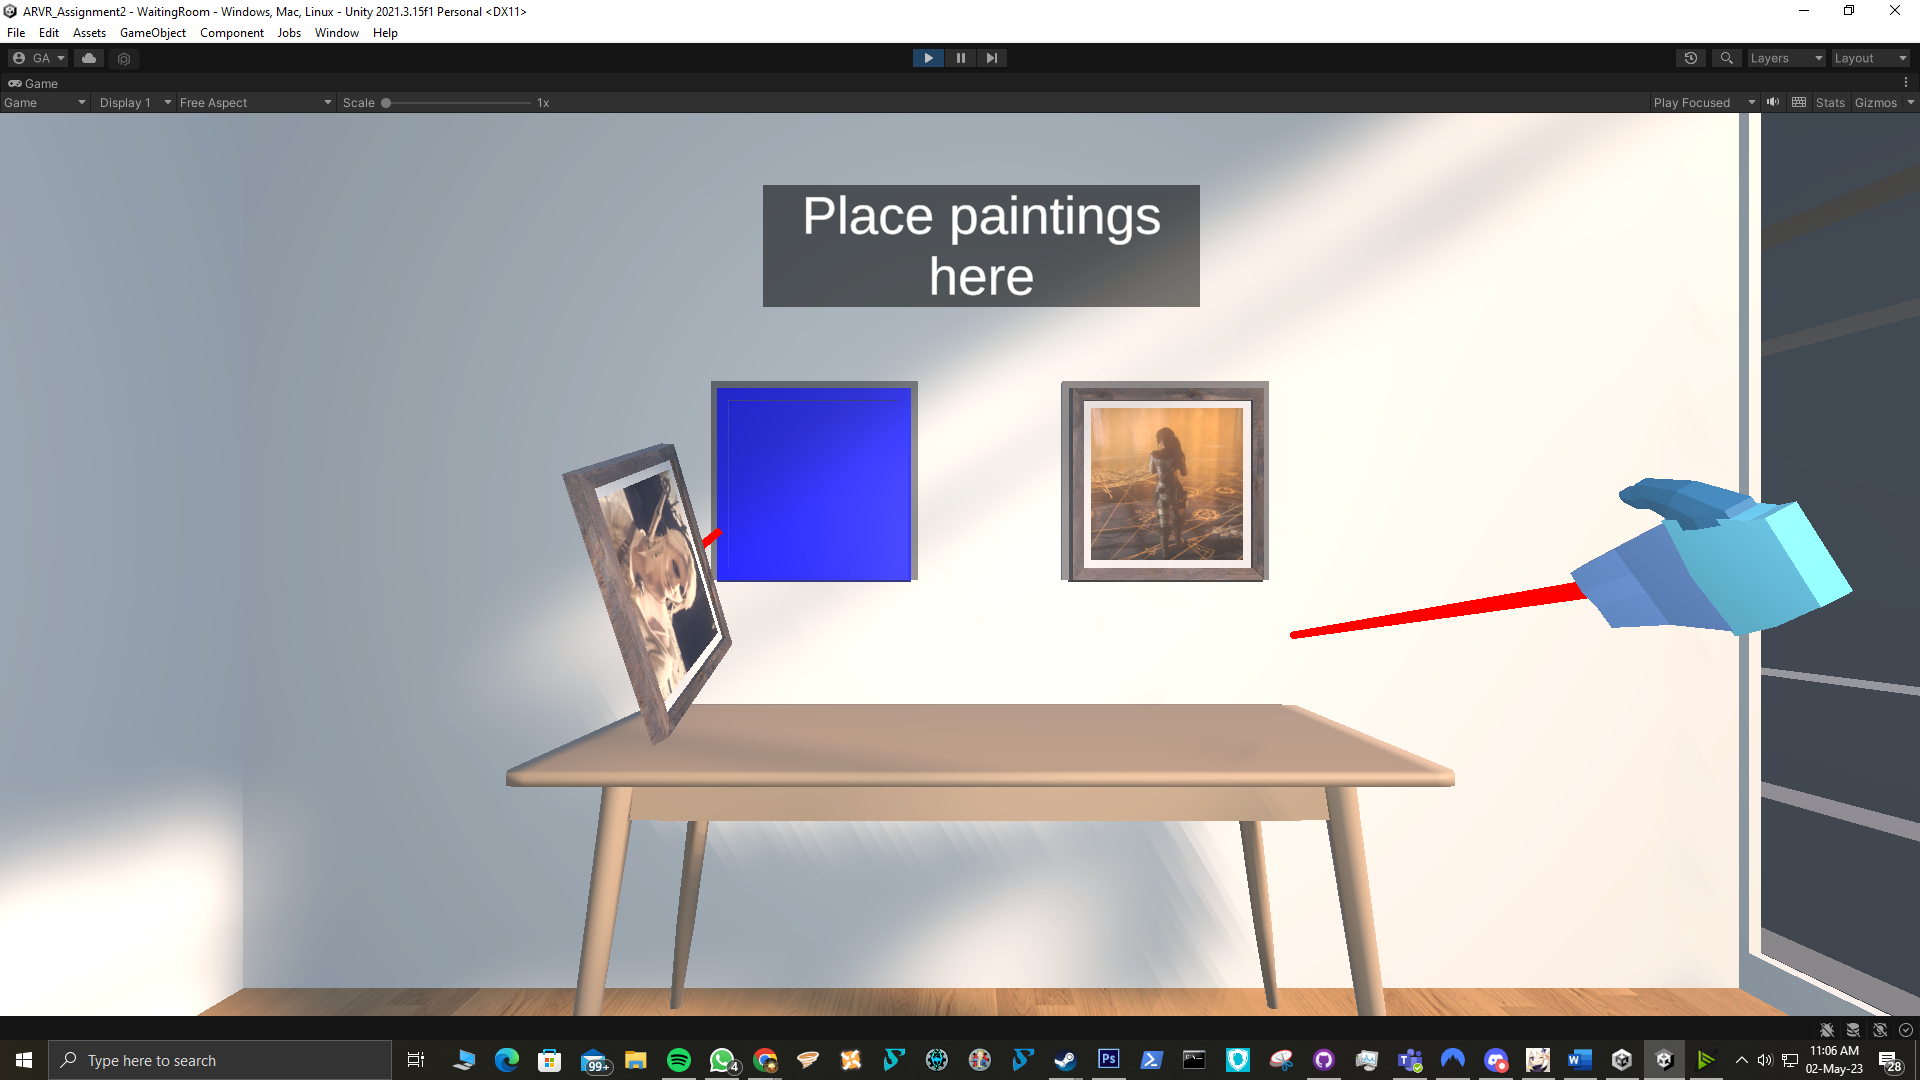 ARVR_Assignment2 - WaitingRoom - Windows, Mac, Linux - Unity 2021.3.15f1 Personal <DX11>
File Edit Assets GameObject Component Jobs Window Help
GA Layers Layout
Game
Game Display 1 Free Aspect Scale 1x Play Focused Stats Gizmos
Place paintings
here
Type here to search
99+
4
Ps
11:06 AM
02-May-23
28